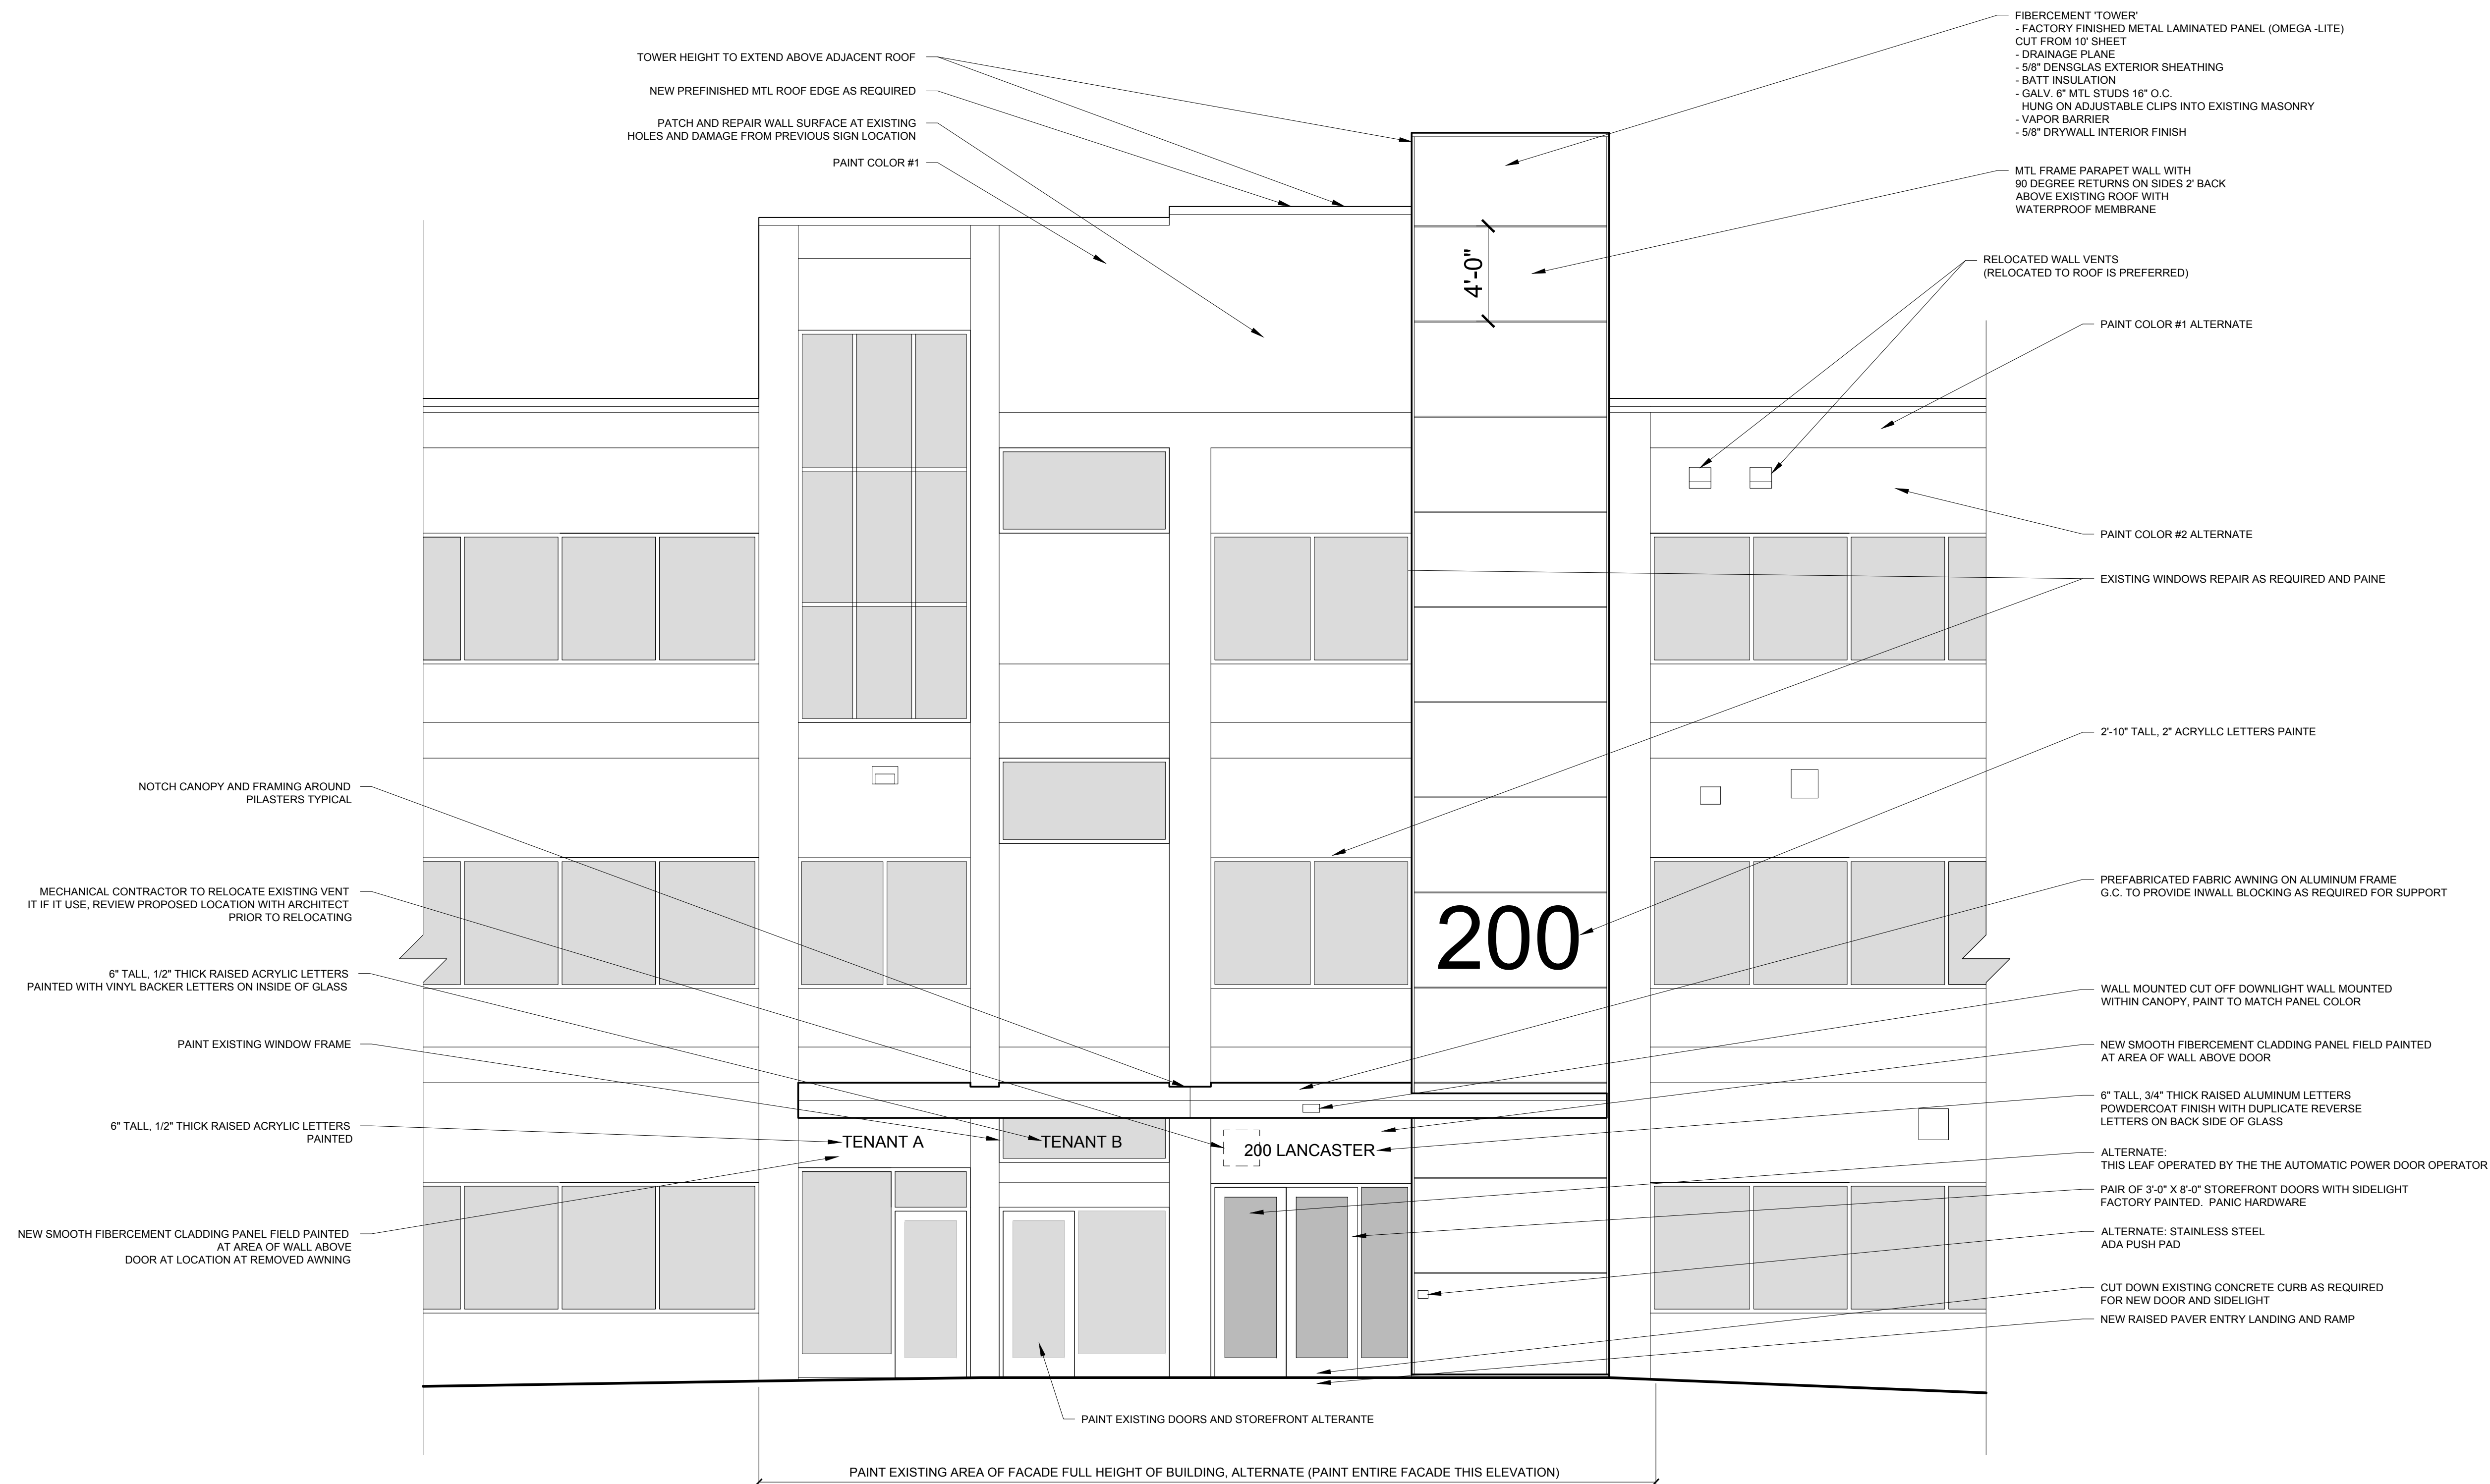 TOWER HEIGHT TO EXTEND ABOVE ADJACENT ROOF
NEW PREFINISHED MTL ROOF EDGE AS REQUIRED
PATCH AND REPAIR WALL SURFACE AT EXISTING
HOLES AND DAMAGE FROM PREVIOUS SIGN LOCATION
PAINT COLOR #1
FIBERCEMENT 'TOWER'
- FACTORY FINISHED METAL LAMINATED PANEL (OMEGA -LITE)
CUT FROM 10' SHEET
- DRAINAGE PLANE
- 5/8" DENSGLAS EXTERIOR SHEATHING
- BATT INSULATION
- GALV. 6" MTL STUDS 16" O.C.
HUNG ON ADJUSTABLE CLIPS INTO EXISTING MASONRY
- VAPOR BARRIER
- 5/8" DRYWALL INTERIOR FINISH
MTL FRAME PARAPET WALL WITH
90 DEGREE RETURNS ON SIDES 2' BACK
ABOVE EXISTING ROOF WITH
WATERPROOF MEMBRANE
4'-0"
RELOCATED WALL VENTS
(RELOCATED TO ROOF IS PREFERRED)
PAINT COLOR #1 ALTERNATE
PAINT COLOR #2 ALTERNATE
EXISTING WINDOWS REPAIR AS REQUIRED AND PAINE
2'-10" TALL, 2" ACRYLLC LETTERS PAINTE
NOTCH CANOPY AND FRAMING AROUND
PILASTERS TYPICAL
MECHANICAL CONTRACTOR TO RELOCATE EXISTING VENT
IT IF IT USE, REVIEW PROPOSED LOCATION WITH ARCHITECT
PRIOR TO RELOCATING
6" TALL, 1/2" THICK RAISED ACRYLIC LETTERS
PAINTED WITH VINYL BACKER LETTERS ON INSIDE OF GLASS
PAINT EXISTING WINDOW FRAME
6" TALL, 1/2" THICK RAISED ACRYLIC LETTERS
PAINTED
NEW SMOOTH FIBERCEMENT CLADDING PANEL FIELD PAINTED
AT AREA OF WALL ABOVE
DOOR AT LOCATION AT REMOVED AWNING
200
TENANT A
TENANT B
200 LANCASTER
PREFABRICATED FABRIC AWNING ON ALUMINUM FRAME
G.C. TO PROVIDE INWALL BLOCKING AS REQUIRED FOR SUPPORT
WALL MOUNTED CUT OFF DOWNLIGHT WALL MOUNTED
WITHIN CANOPY, PAINT TO MATCH PANEL COLOR
NEW SMOOTH FIBERCEMENT CLADDING PANEL FIELD PAINTED
AT AREA OF WALL ABOVE DOOR
6" TALL, 3/4" THICK RAISED ALUMINUM LETTERS
POWDERCOAT FINISH WITH DUPLICATE REVERSE
LETTERS ON BACK SIDE OF GLASS
ALTERNATE:
THIS LEAF OPERATED BY THE THE AUTOMATIC POWER DOOR OPERATOR
PAIR OF 3'-0" X 8'-0" STOREFRONT DOORS WITH SIDELIGHT
FACTORY PAINTED. PANIC HARDWARE
ALTERNATE: STAINLESS STEEL
ADA PUSH PAD
CUT DOWN EXISTING CONCRETE CURB AS REQUIRED
FOR NEW DOOR AND SIDELIGHT
NEW RAISED PAVER ENTRY LANDING AND RAMP
PAINT EXISTING DOORS AND STOREFRONT ALTERANTE
PAINT EXISTING AREA OF FACADE FULL HEIGHT OF BUILDING, ALTERNATE (PAINT ENTIRE FACADE THIS ELEVATION)